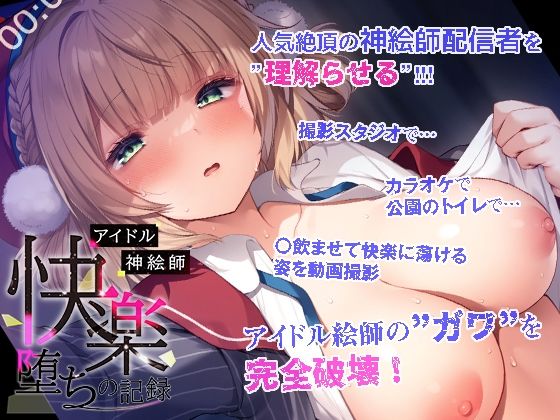 00:0
人気絶頂の神絵師配信者を
”理解らせる”!!!
撮影スタジオで…
カラオケで
公園のトイレで…
〇飲ませて快楽に蕩ける
姿を動画撮影
アイドル絵師の”ガワ”を
完全破壊！
アイドル
神絵師
快楽
堕ちの記録